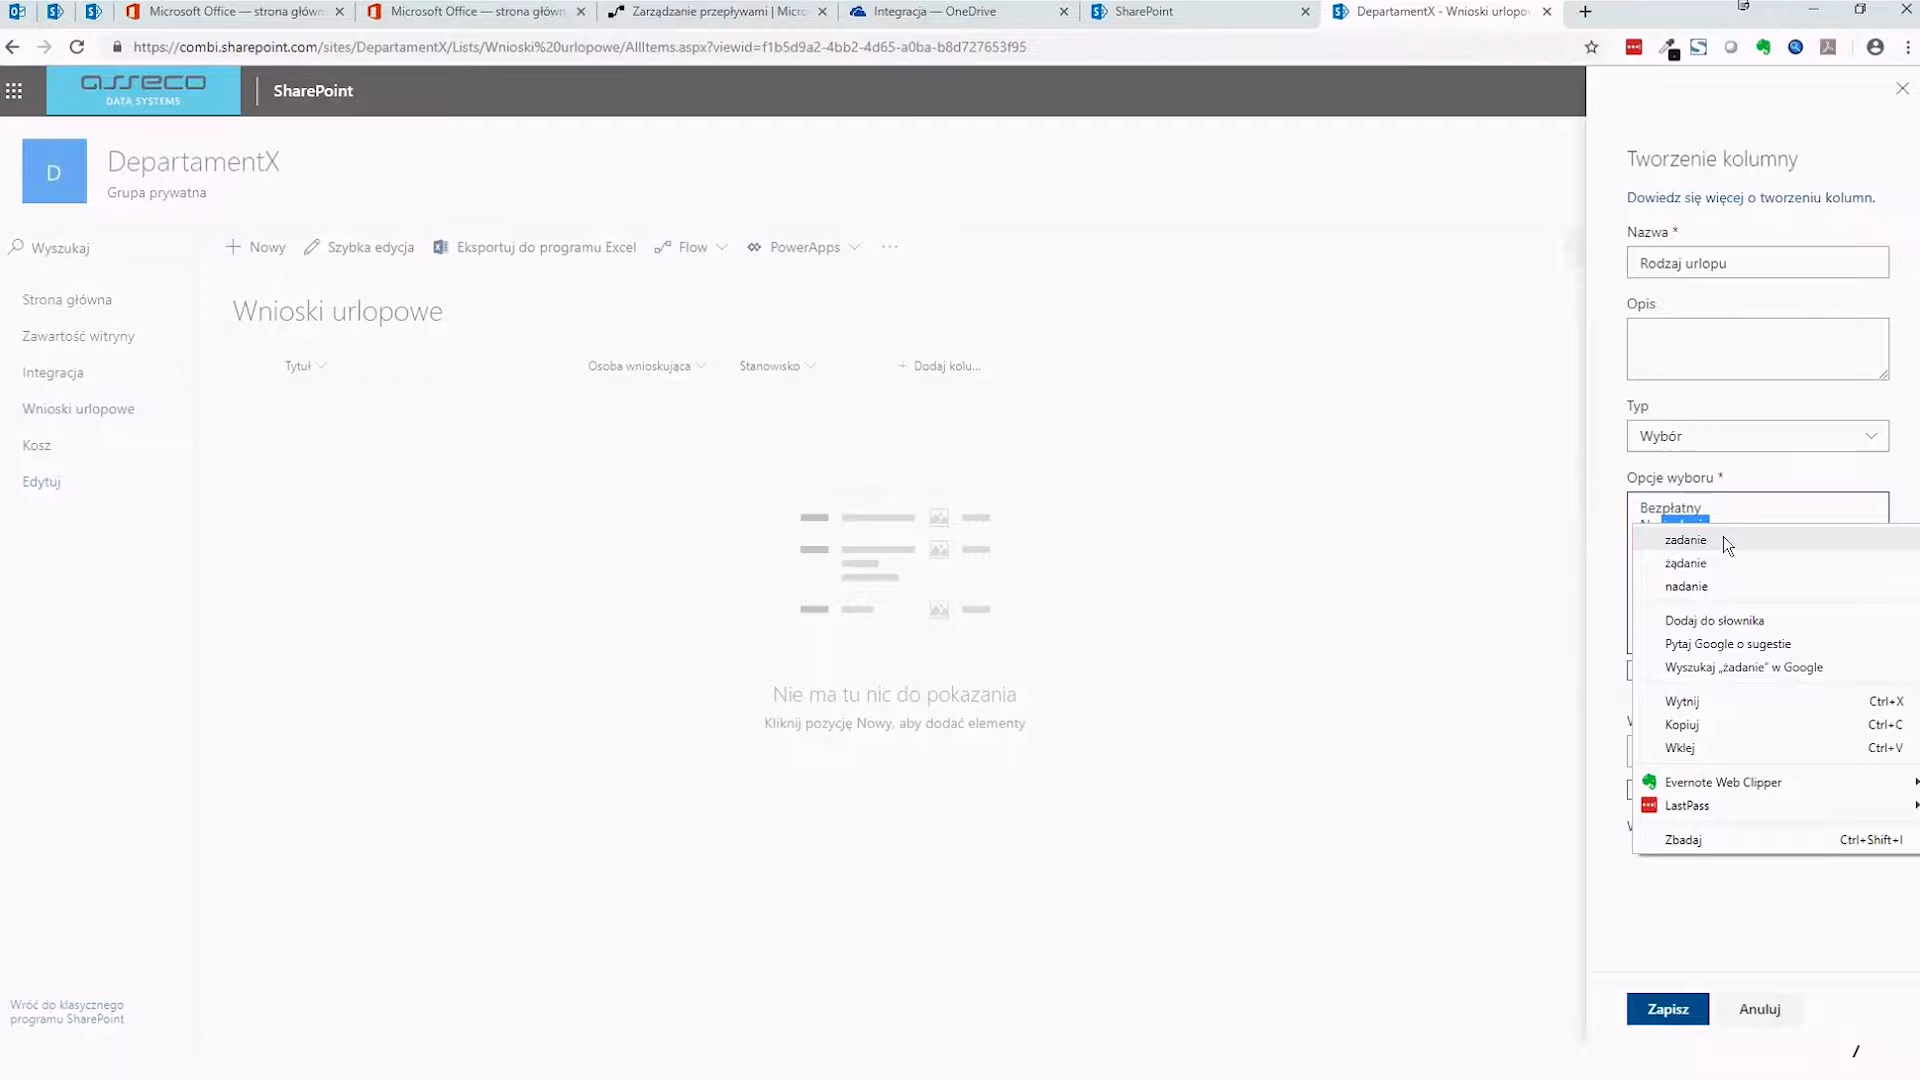 Microsoft Office — strona główn
Microsoft Office — strona główn
Zarządzanie przepływami | Micro
Integracja — OneDrive
SharePoint
DepartamentX - Wnioski urlopo
https://combi.sharepoint.com/sites/DepartamentX/Lists/Wnioski%20urlopowe/AllItems.aspx?viewid=f1b5d9a2-4bb2-4d65-a0ba-b8d727653f95
asseco
DATA SYSTEMS
SharePoint
D
DepartamentX
Grupa prywatna
Wyszukaj
Strona główna
Zawartość witryny
Integracja
Wnioski urlopowe
Kosz
Edytuj
Wróć do klasycznego
programu SharePoint
Nowy
Szybka edycja
Eksportuj do programu Excel
Flow
PowerApps
Wnioski urlopowe
Tytuł
Osoba wnioskująca
Stanowisko
+ Dodaj kolu...
Nie ma tu nic do pokazania
Kliknij pozycję Nowy, aby dodać elementy
Tworzenie kolumny
Dowiedz się więcej o tworzeniu kolumn.
Nazwa *
Rodzaj urlopu
Opis
Typ
Wybór
Opcje wyboru *
Bezpłatny
zadanie
żądanie
nadanie
Dodaj do słownika
Pytaj Google o sugestie
Wyszukaj „żadanie” w Google
Wytnij Ctrl+X
Kopiuj Ctrl+C
Wklej Ctrl+V
Evernote Web Clipper
LastPass
Zbadaj Ctrl+Shift+I
Zapisz
Anuluj